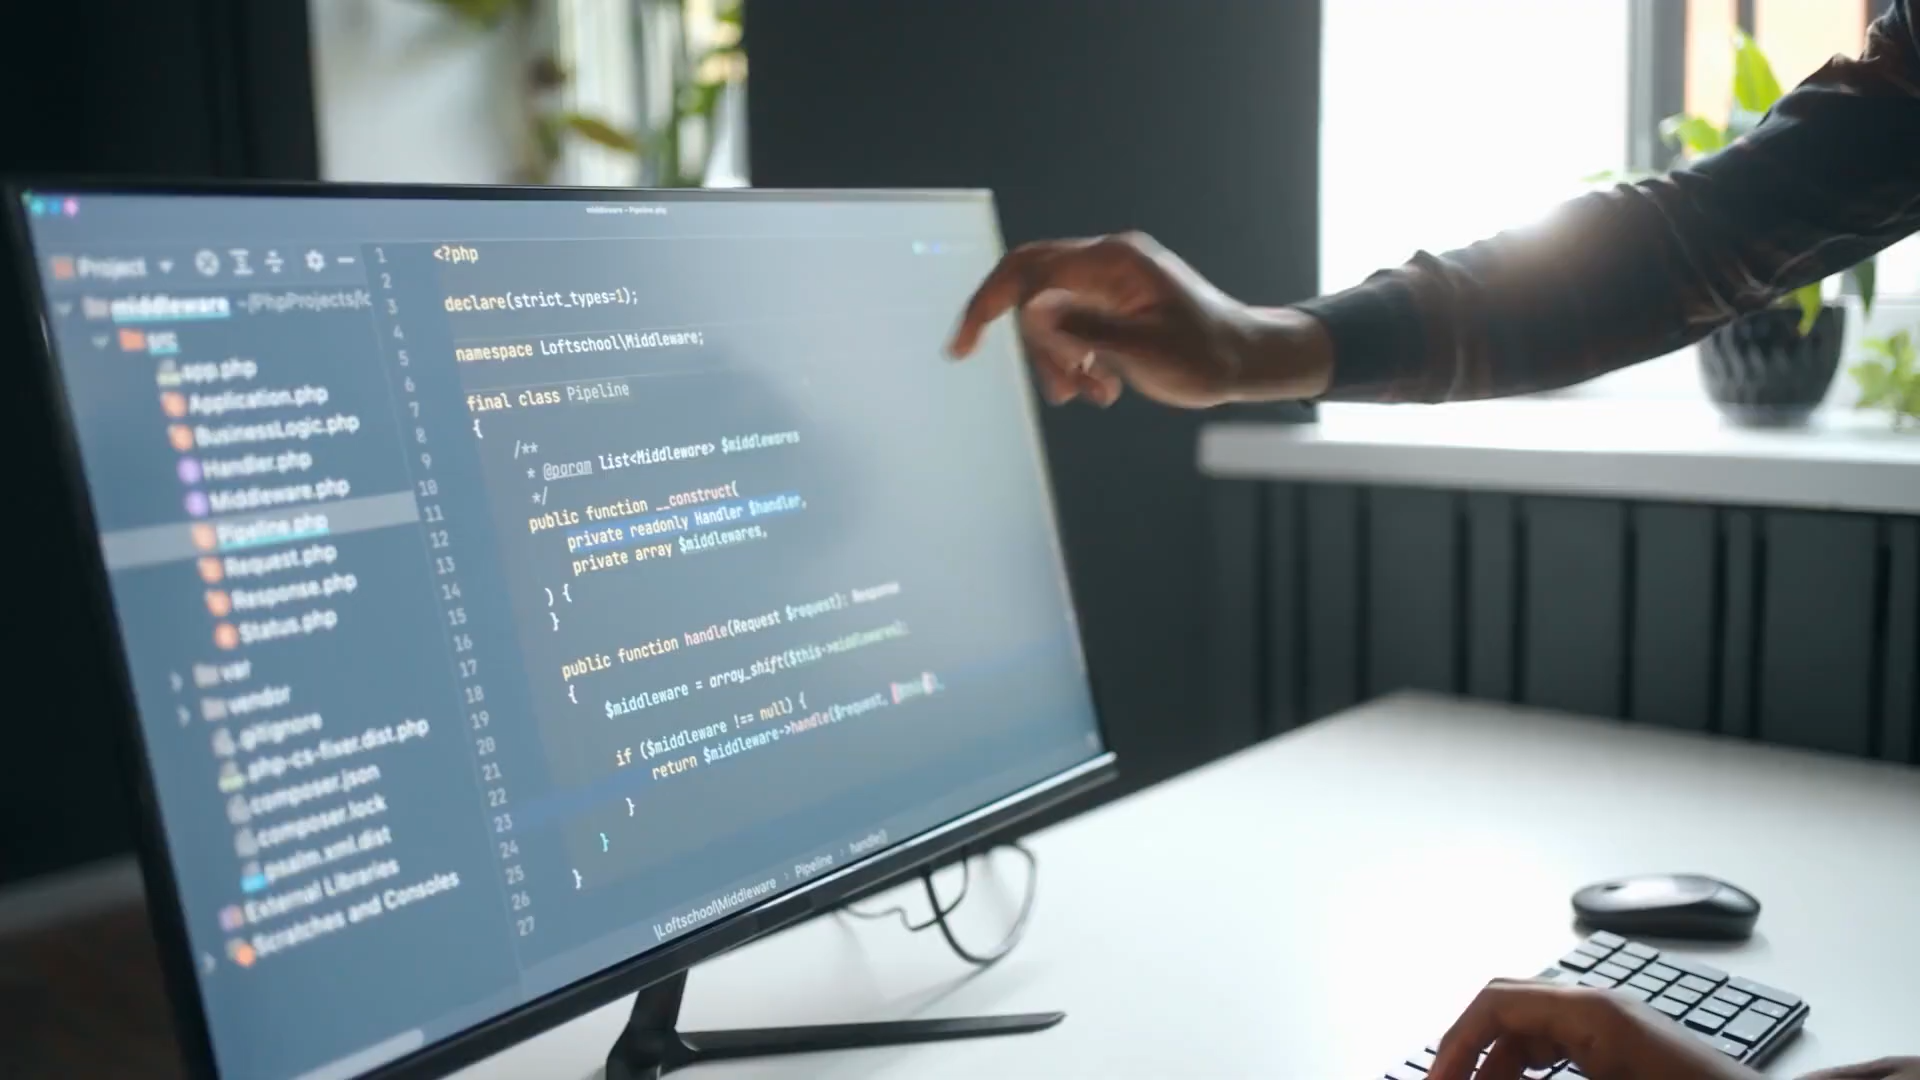 middleware – Pipeline.php
Project
middleware ~/PhpProjects/lo
src
app.php
Application.php
BusinessLogic.php
Handler.php
Middleware.php
Pipeline.php
Request.php
Response.php
Status.php
var
vendor
.gitignore
.php-cs-fixer.dist.php
composer.json
composer.lock
psalm.xml.dist
External Libraries
Scratches and Consoles
1 <?php
2
3 declare(strict_types=1);
4
5 namespace Loftschool\Middleware;
6
7 final class Pipeline
8 {
9 /**
10 * @param list<Middleware> $middlewares
11 */
12 public function __construct(
13 private readonly Handler $handler,
14 private array $middlewares,
15 ) {
16 }
17
18 public function handle(Request $request): Response
19 {
20 $middleware = array_shift($this->middlewares);
21
22 if ($middleware !== null) {
23 return $middleware->handle($request,
24 }
25 }
26 }
27
\Loftschool\Middleware › Pipeline › handle()